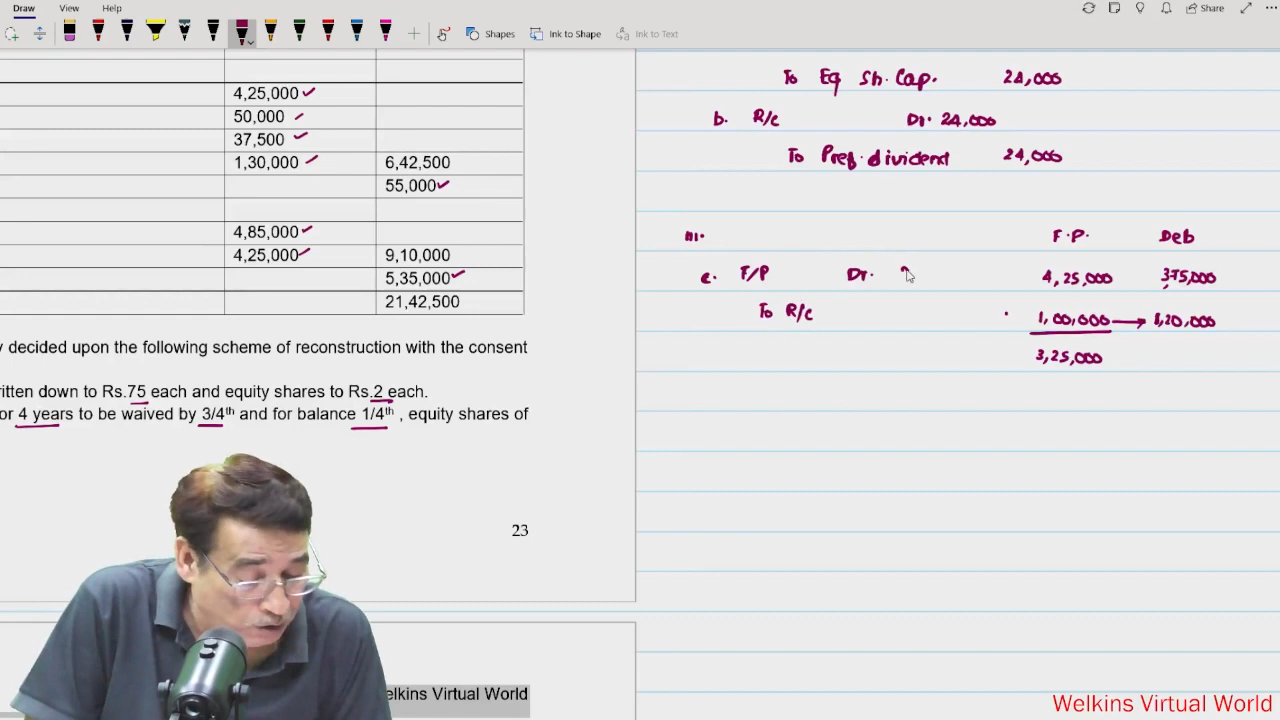 Draw View Help
Share
Shapes Ink to Shape Ink to Text
4,25,000
50,000
37,500
1,30,000 6,42,500
55,000
4,85,000
4,25,000 9,10,000
5,35,000
21,42,500
y decided upon the following scheme of reconstruction with the consent
ritten down to Rs.75 each and equity shares to Rs.2 each.
or 4 years to be waived by 3/4th and for balance 1/4th , equity shares of
23
elkins Virtual World
To Eq Sh. Cap. 24,000
b. R/c Dr. 24,000
To Pref. dividend 24,000
III. F.P. Deb
c. F/P Dr. 4,25,000 3,75,000
To R/c 1,00,000 1,20,000
3,25,000
Welkins Virtual World